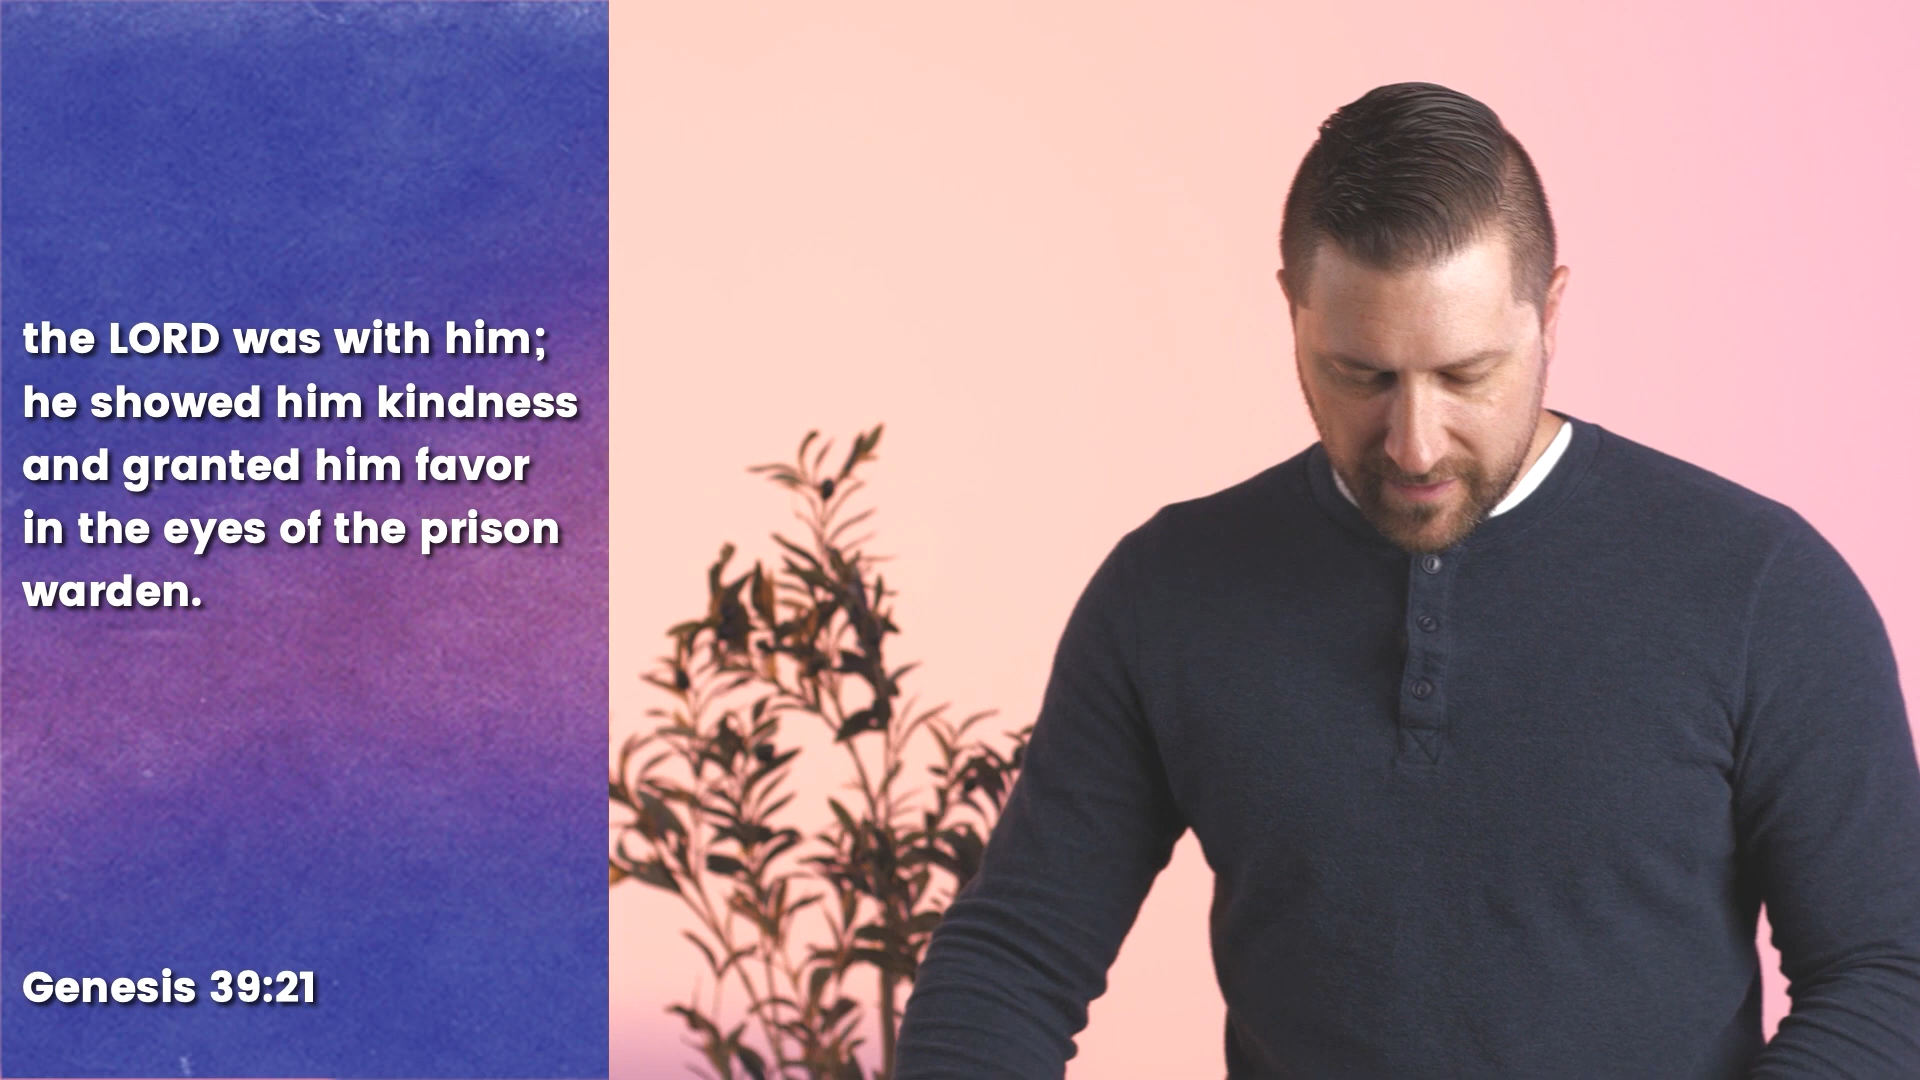 the LORD was with him;
he showed him kindness
and granted him favor
in the eyes of the prison
warden.
Genesis 39:21